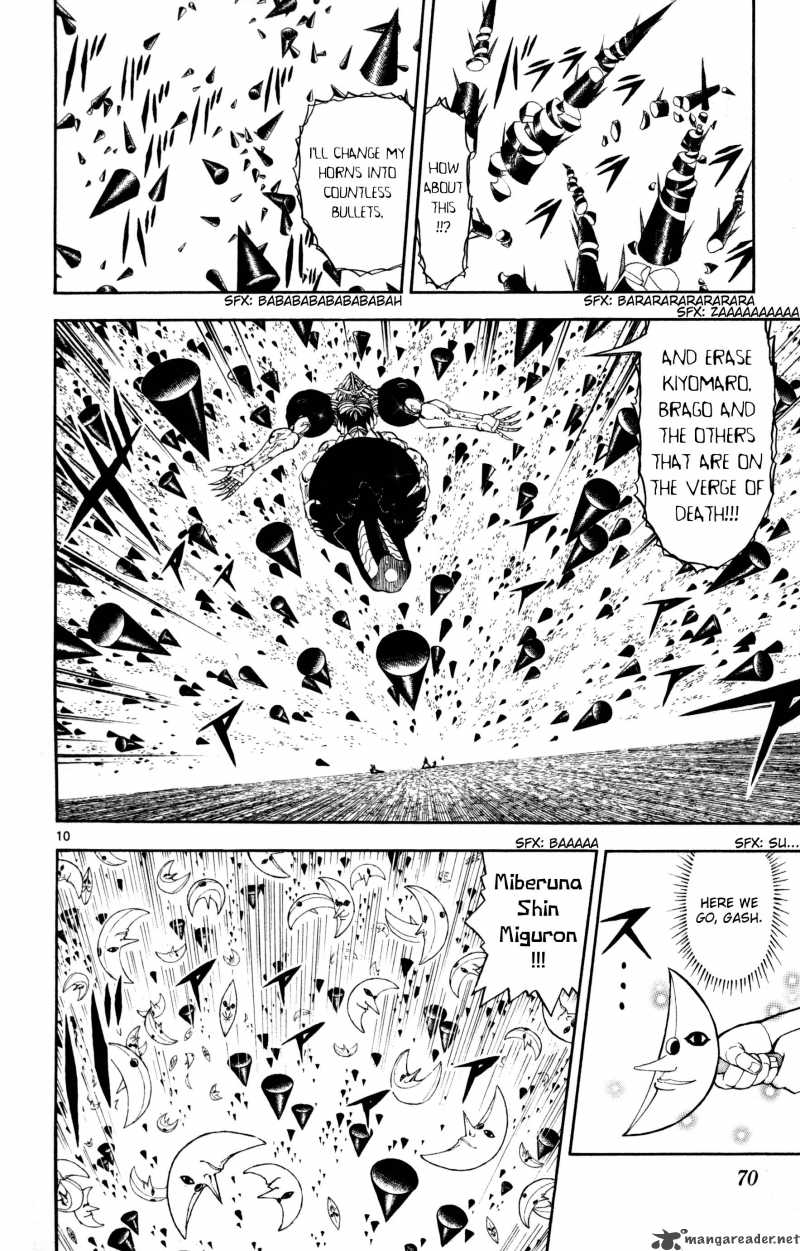 HOW
ABOUT
THIS
!!?
I'LL CHANGE MY
HORNS INTO
COUNTLESS
BULLETS.
SFX: BARARARARARARARA
SFX: BABABABABABABABAH
SFX: ZAAAAAAAAAA
AND ERASE
KIYOMARO,
BRAGO AND
THE OTHERS
THAT ARE ON
THE VERGE OF
DEATH!!!
10
SFX: SU...
HERE WE
GO, GASH.
ス...
SFX: BAAAAA
Miberuna
Shin
Miguron
!!!
70
mangareader.net